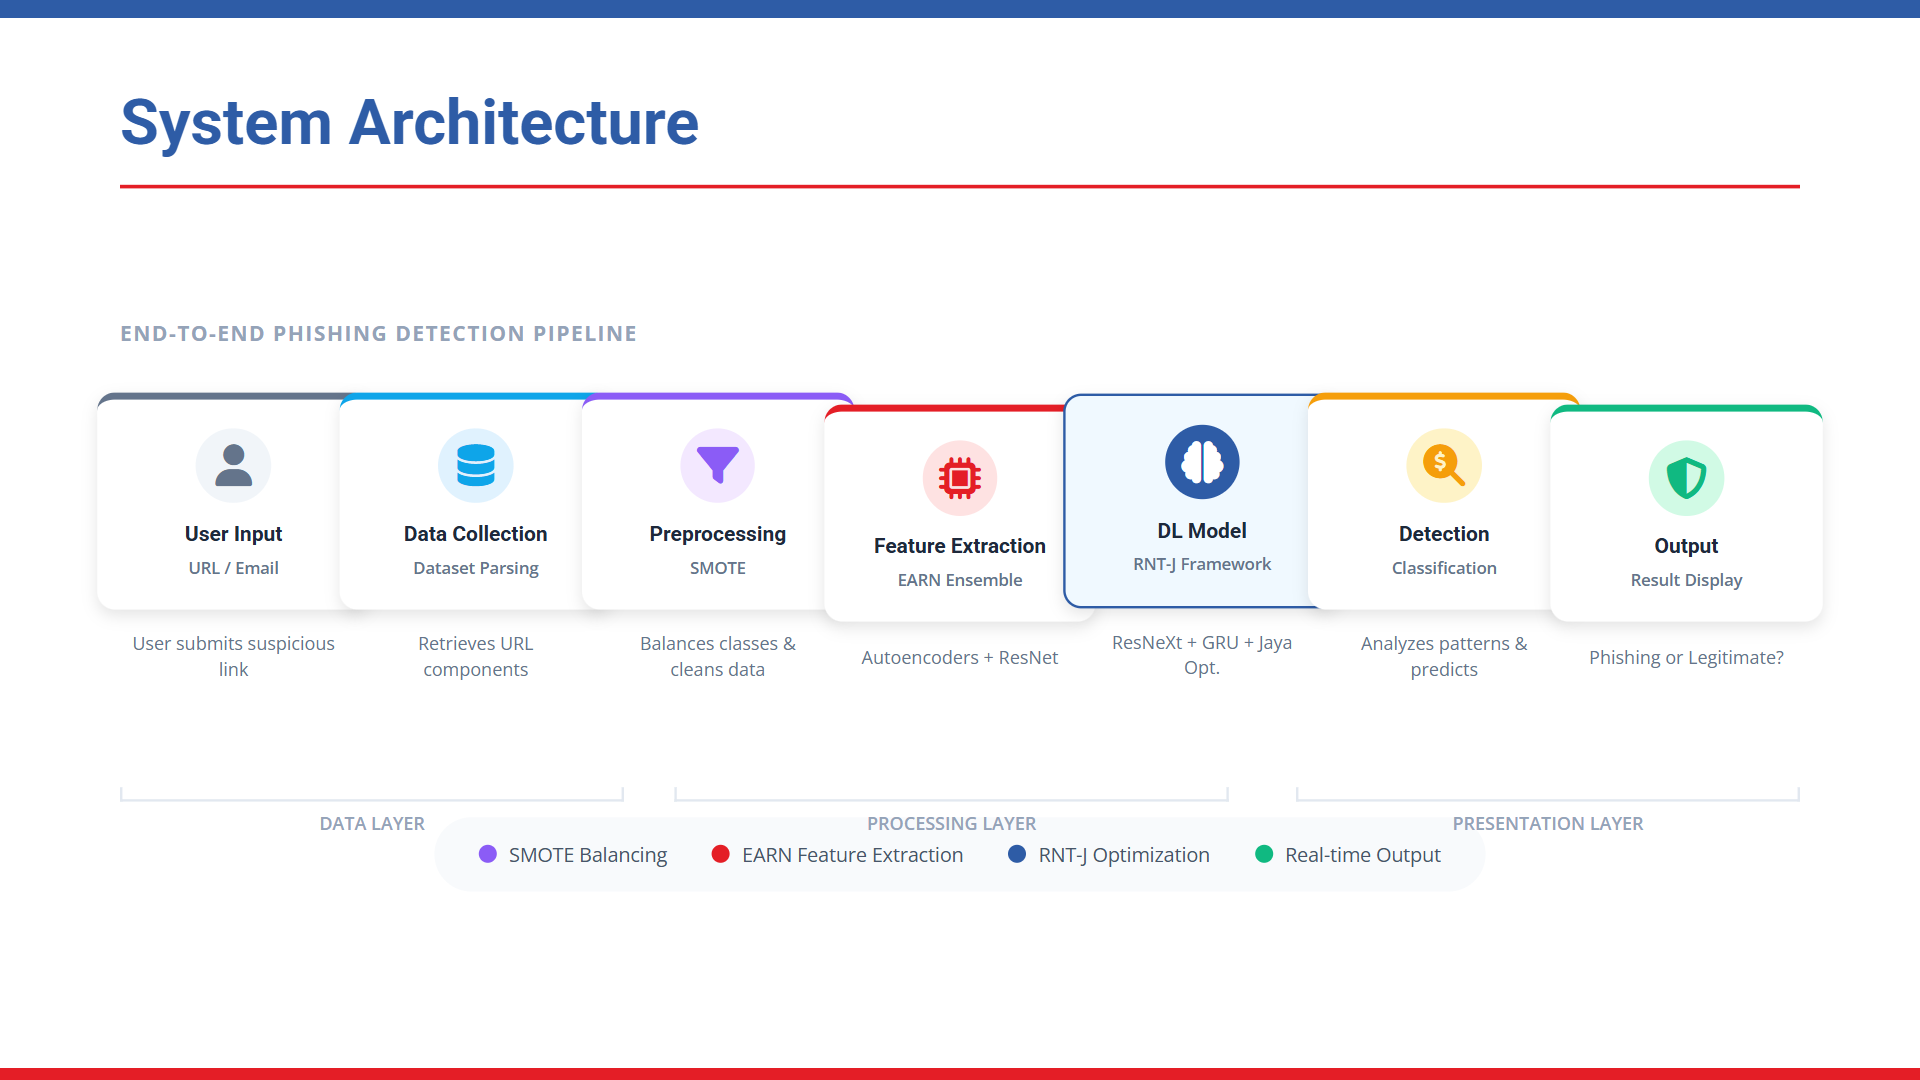 System Architecture
END-TO-END PHISHING DETECTION PIPELINE
User Input
URL / Email
User submits suspicious
link
Data Collection
Dataset Parsing
Retrieves URL
components
Preprocessing
SMOTE
Balances classes &
cleans data
Feature Extraction
EARN Ensemble
Autoencoders + ResNet
DL Model
RNT-J Framework
ResNeXt + GRU + Jaya
Opt.
Detection
Classification
Analyzes patterns &
predicts
Output
Result Display
Phishing or Legitimate?
DATA LAYER
PROCESSING LAYER
PRESENTATION LAYER
SMOTE Balancing
EARN Feature Extraction
RNT-J Optimization
Real-time Output